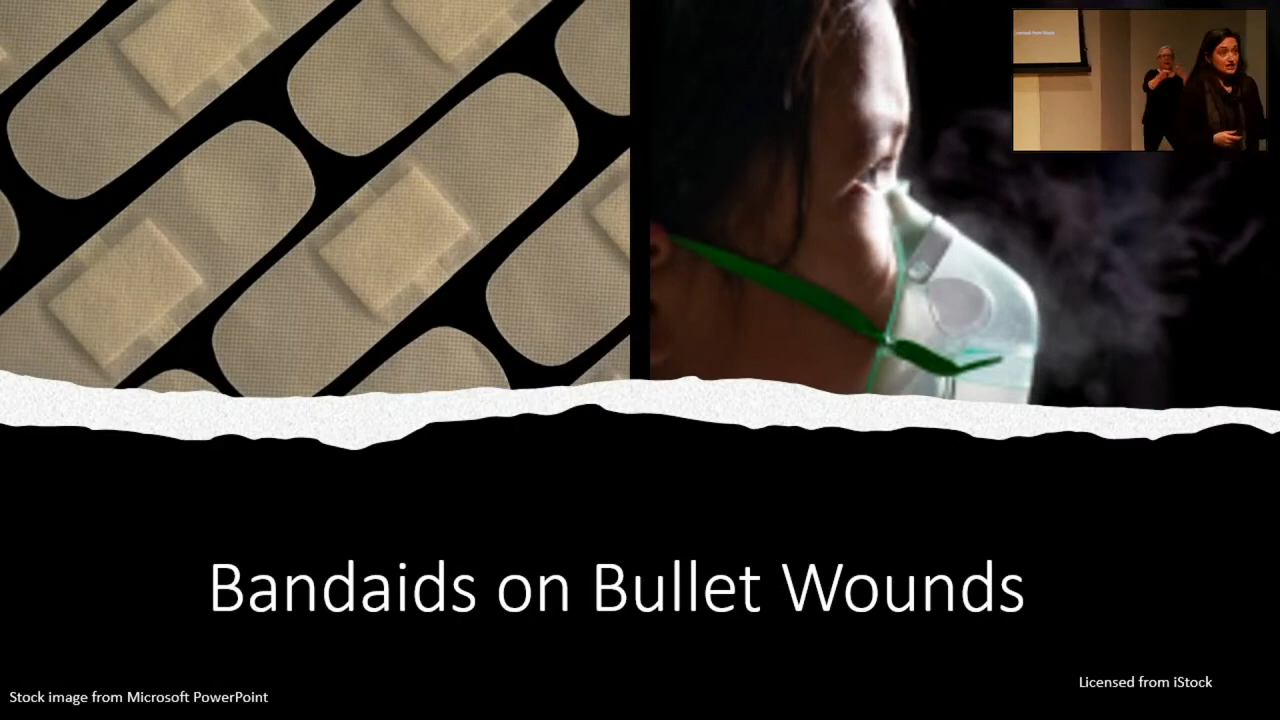 Bandaids on Bullet Wounds
Licensed from iStock
Stock image from Microsoft PowerPoint